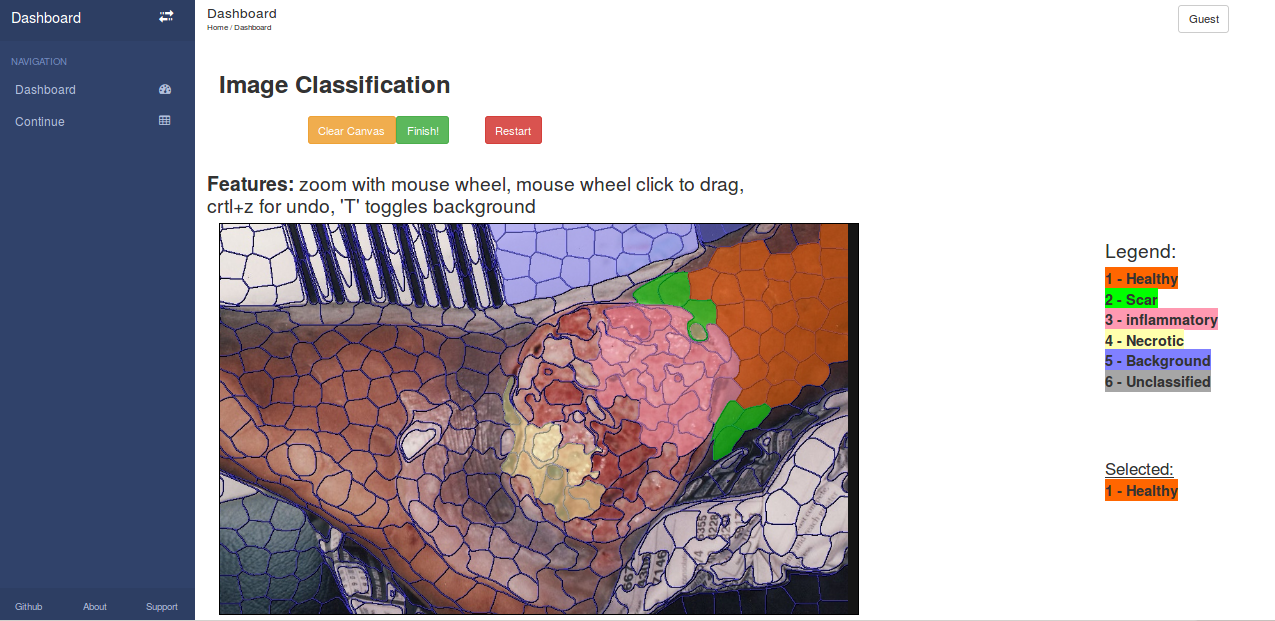 Dashboard
Dashboard
Home / Dashboard
Guest
NAVIGATION
Dashboard
Continue
Image Classification
Clear Canvas
Finish!
Restart
Features: zoom with mouse wheel, mouse wheel click to drag,
crtl+z for undo, 'T' toggles background
Legend:
1 - Healthy
2 - Scar
3 - inflammatory
4 - Necrotic
5 - Background
6 - Unclassified
Selected:
1 - Healthy
Github
About
Support